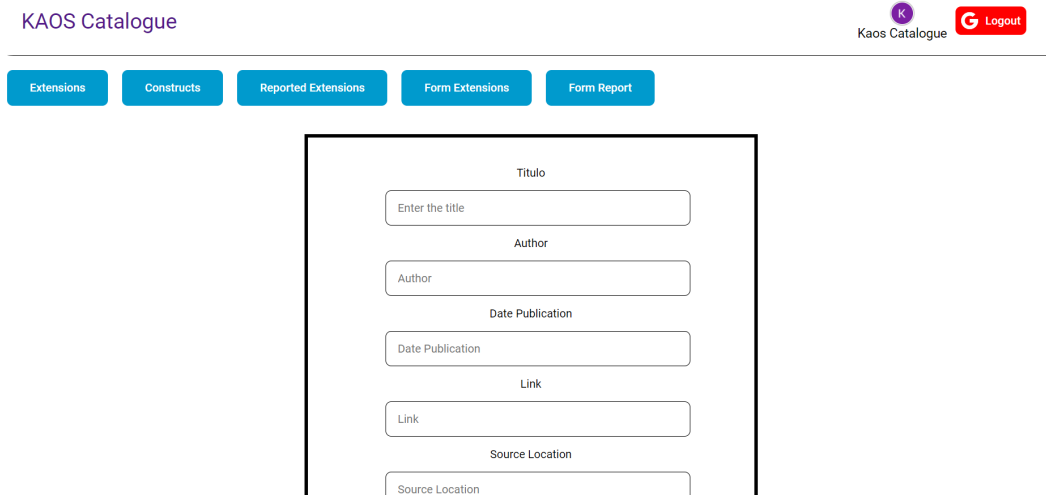 KAOS Catalogue
K
Kaos Catalogue
G Logout
Extensions
Constructs
Reported Extensions
Form Extensions
Form Report
Titulo
Enter the title
Author
Author
Date Publication
Date Publication
Link
Link
Source Location
Source Location